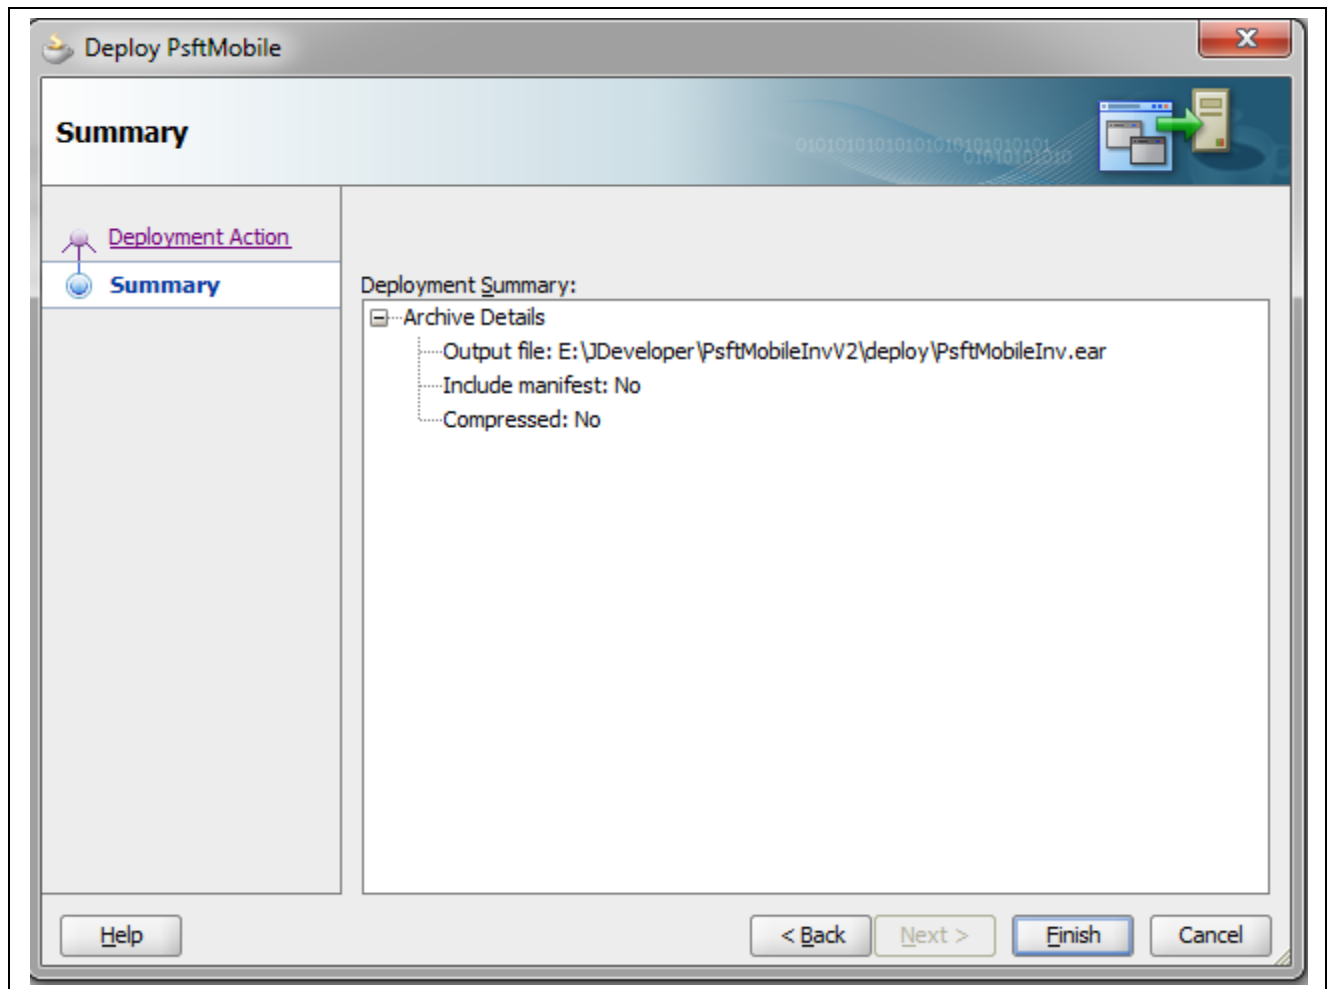 Deploy PsftMobile
Summary
Deployment Action
Summary
Deployment Summary:
Archive Details
Output file: E:\JDeveloper\PsftMobileInvV2\deploy\PsftMobileInv.ear
Include manifest: No
Compressed: No
Help
< Back
Next >
Finish
Cancel